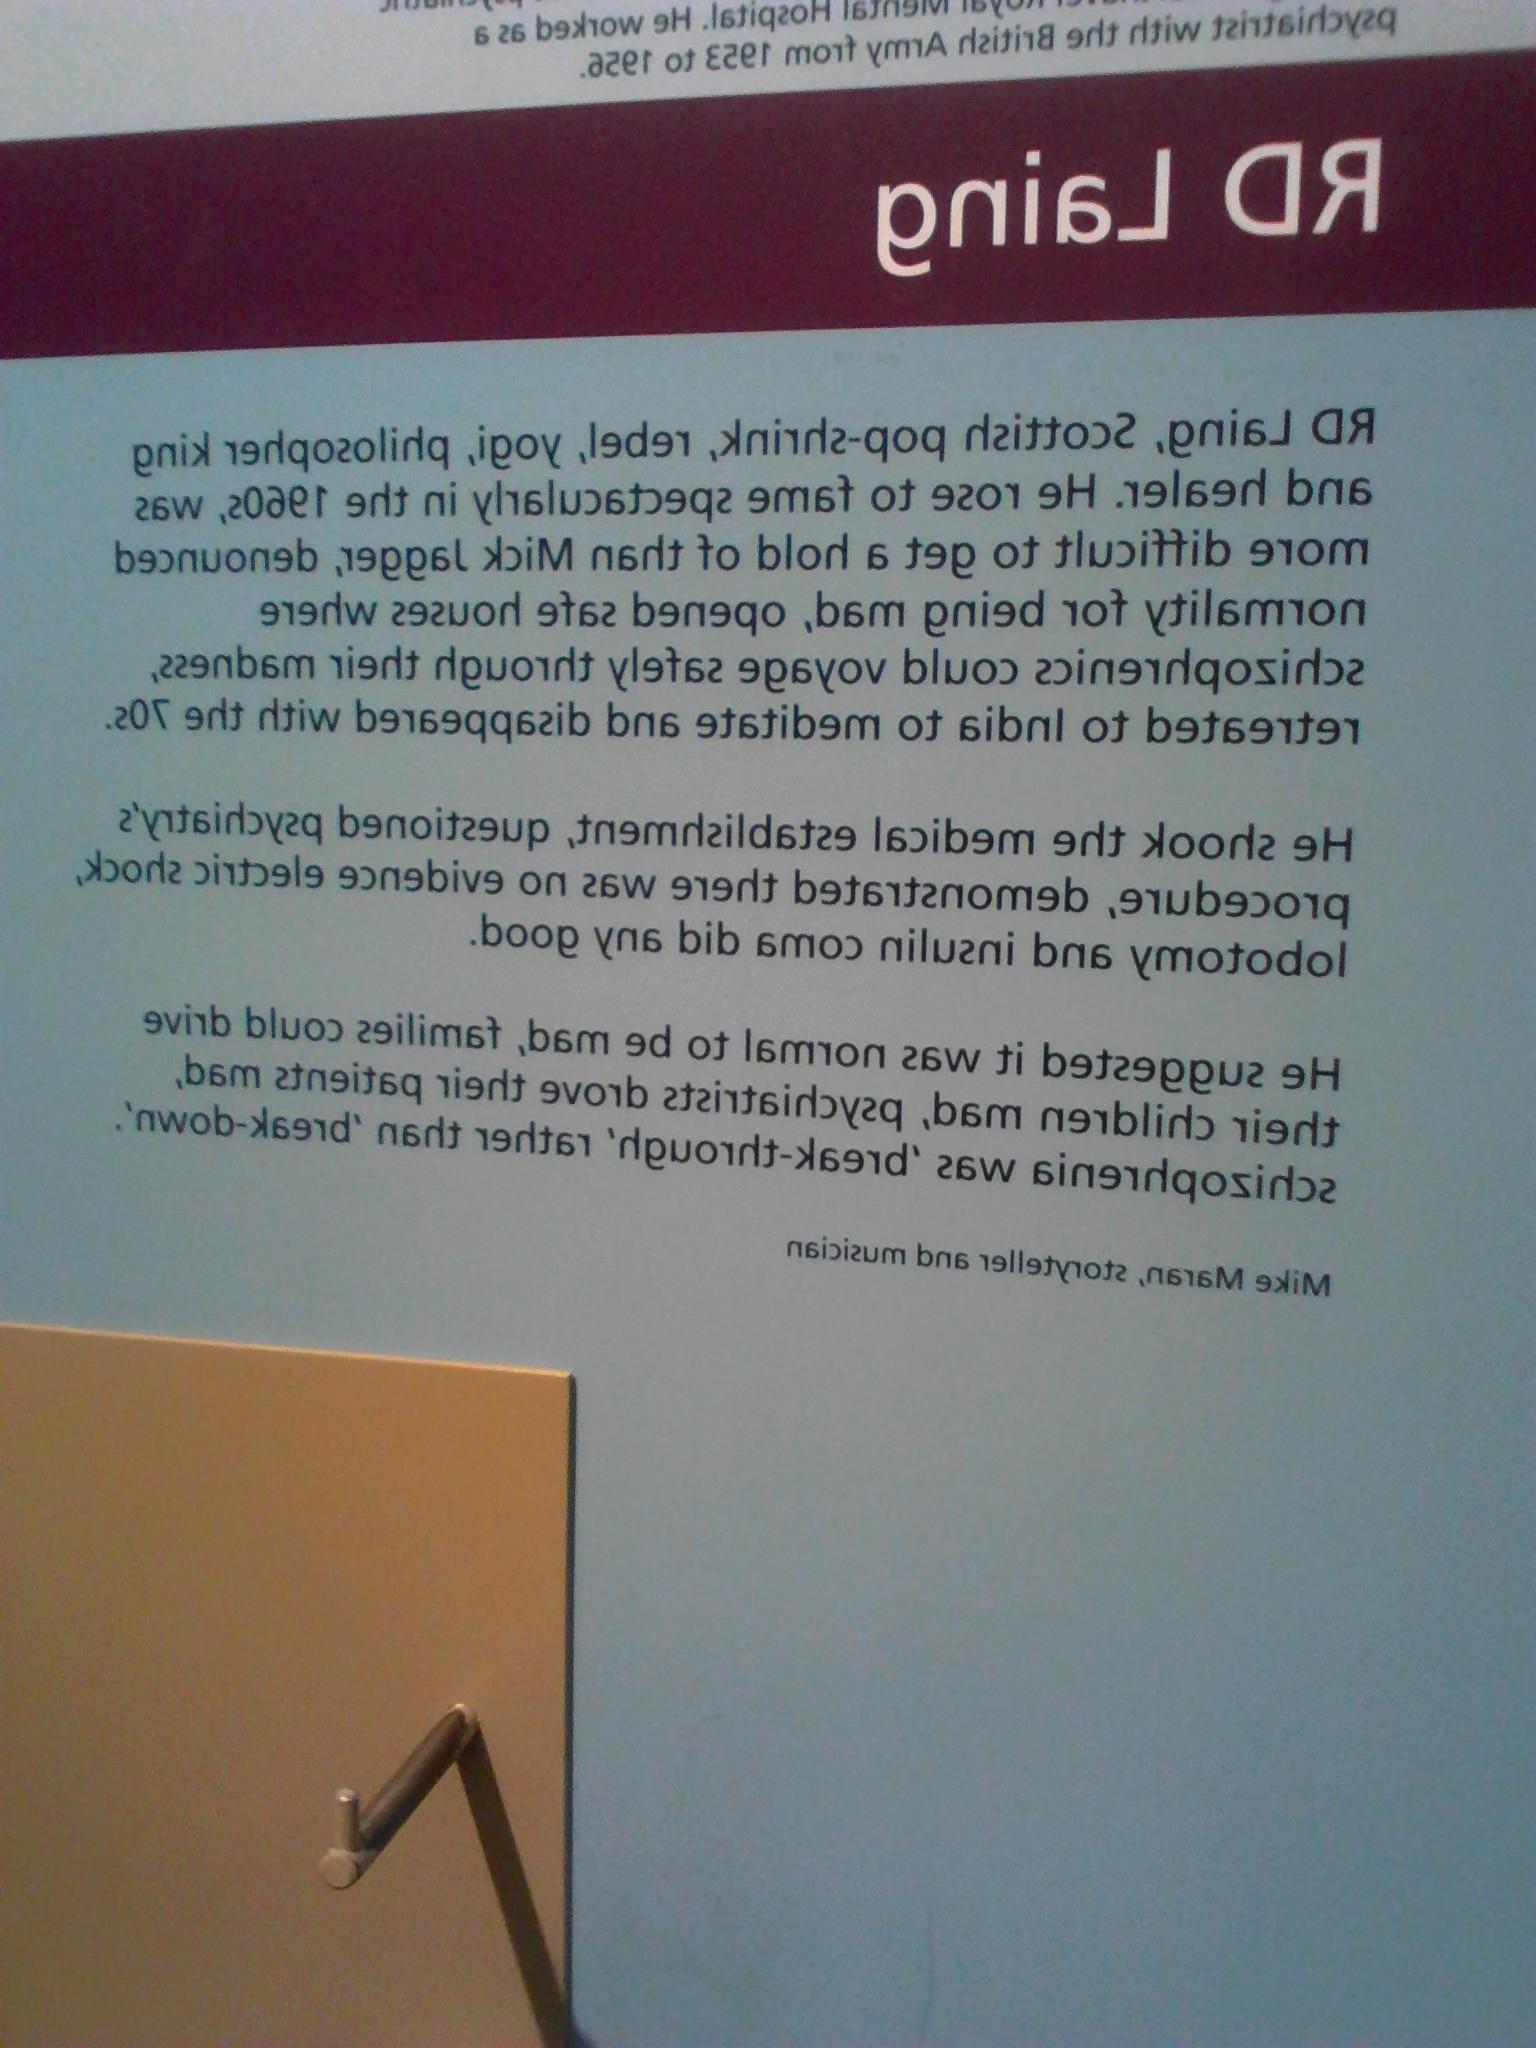 Royal Mental Hospital. He worked as a
psychiatrist with the British Army from 1953 to 1956.
RD Laing
RD Laing, Scottish pop-shrink, rebel, yogi, philosopher king
and healer. He rose to fame spectacularly in the 1960s, was
more difficult to get a hold of than Mick Jagger, denounced
normality for being mad, opened safe houses where
schizophrenics could voyage safely through their madness,
retreated to India to meditate and disappeared with the 70s.
He shook the medical establishment, questioned psychiatry's
procedure, demonstrated there was no evidence electric shock,
lobotomy and insulin coma did any good.
He suggested it was normal to be mad, families could drive
their children mad, psychiatrists drove their patients mad,
schizophrenia was 'break-through' rather than 'break-down'.
Mike Maran, storyteller and musician